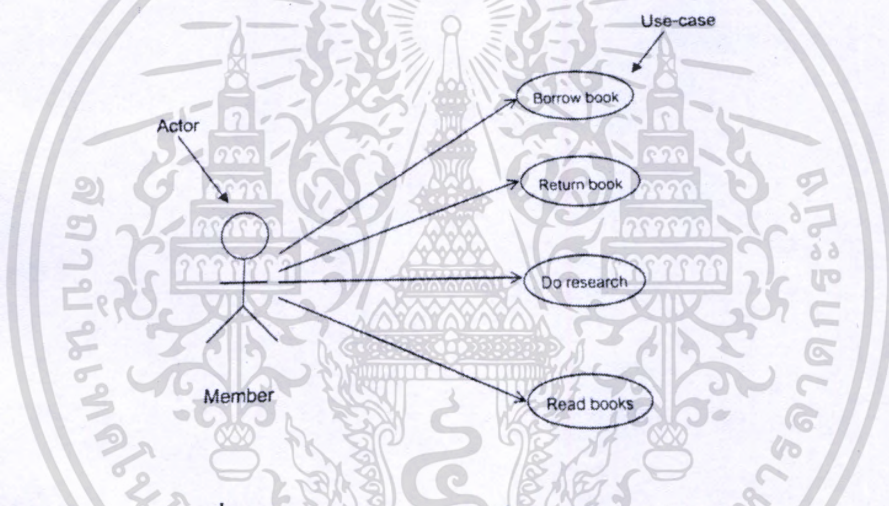 Use-case
Borrow book
Actor
Return book
Do research
Member
Read books